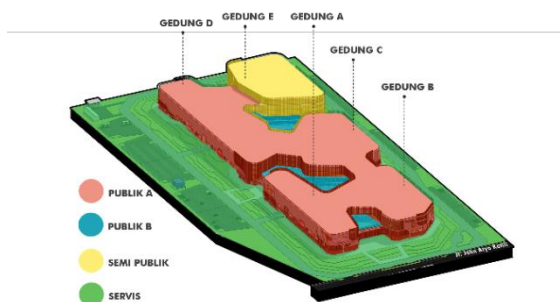 GEDUNG A
GEDUNG E
GEDUNG D
GEDUNG C
GEDUNG B
PUBLIK A
PUBLIK B
SEMI PUBLIK
SERVIS